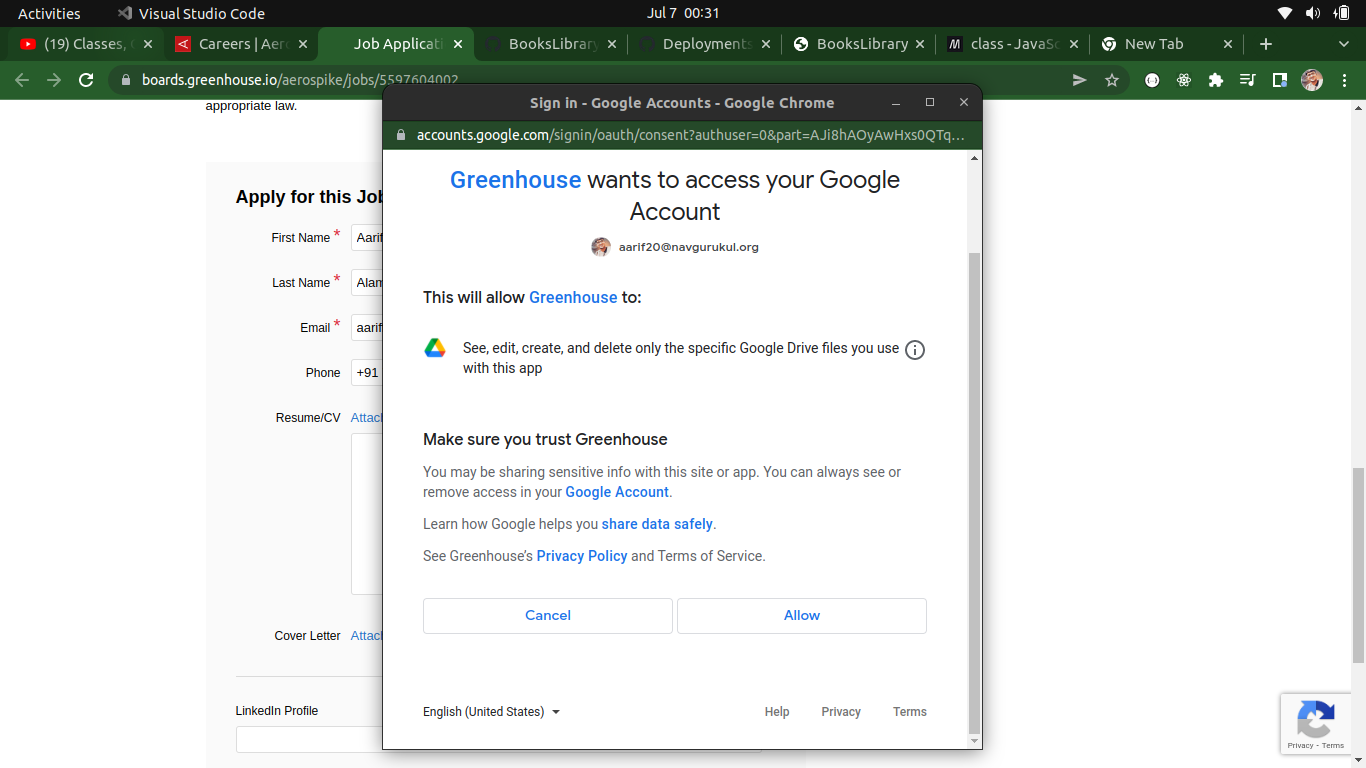 Activities
Visual Studio Code
Jul 7 00:31
(19) Classes,
Careers | Aero
Job Applicati
BooksLibrary
Deployments
BooksLibrary
class - JavaSc
New Tab
boards.greenhouse.io/aerospike/jobs/5597604002
appropriate law.
Apply for this Job
First Name *
Aarif
Last Name *
Alam
Email *
aarif
Phone
+91
Resume/CV
Attach
Cover Letter
Attach
LinkedIn Profile
Sign in - Google Accounts - Google Chrome
accounts.google.com/signin/oauth/consent?authuser=0&part=AJi8hAOyAwHxs0QTq…
Greenhouse wants to access your Google
Account
aarif20@navgurukul.org
This will allow Greenhouse to:
See, edit, create, and delete only the specific Google Drive files you use
with this app
Make sure you trust Greenhouse
You may be sharing sensitive info with this site or app. You can always see or
remove access in your Google Account.
Learn how Google helps you share data safely.
See Greenhouse's Privacy Policy and Terms of Service.
Cancel
Allow
English (United States)
Help
Privacy
Terms
Privacy - Terms